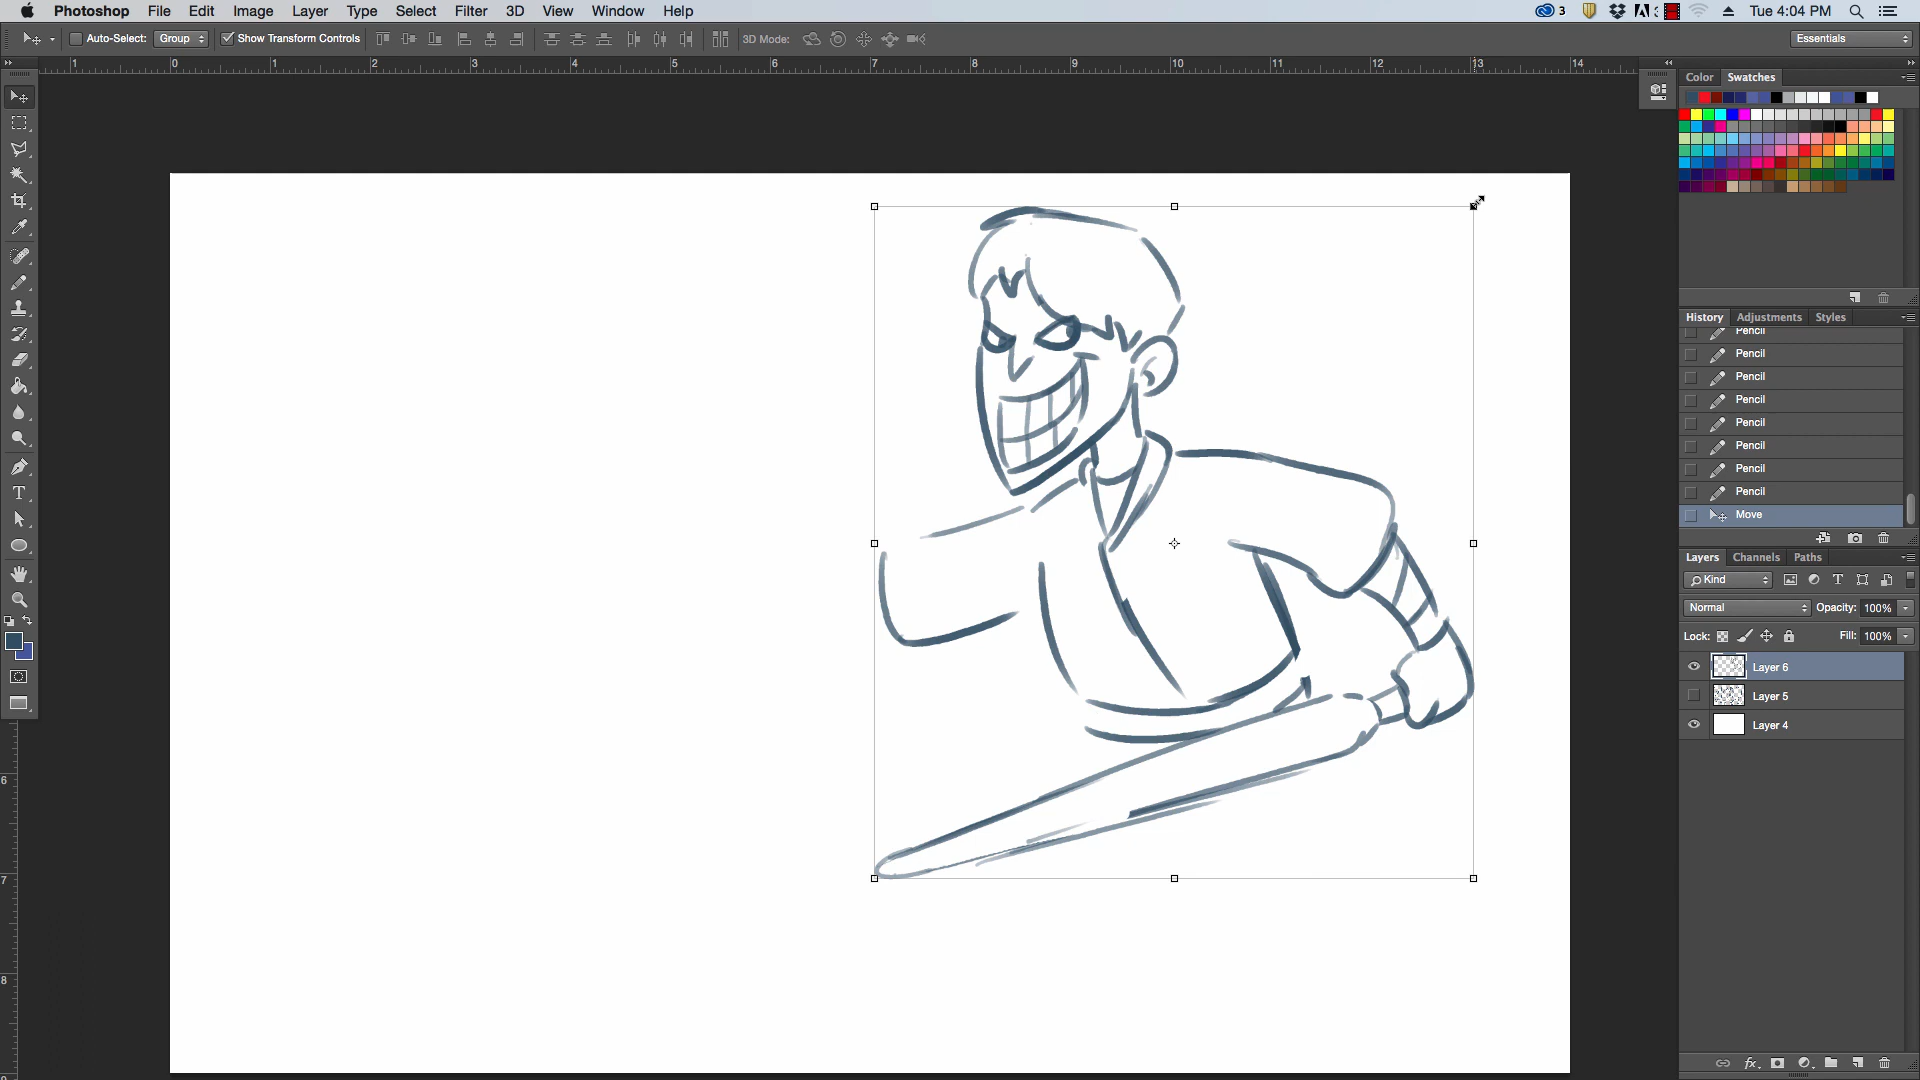 Photoshop File Edit Image Layer Type Select Filter 3D View Window Help 3 Tue 4:04 PM
Auto-Select: Group Show Transform Controls 3D Mode: Essentials
1 0 1 2 3 4 5 6 7 8 9 10 11 12 13 14
Color Swatches
History Adjustments Styles
Pencil
Pencil
Pencil
Pencil
Pencil
Pencil
Pencil
Pencil
Move
Layers Channels Paths
Kind
Normal Opacity: 100%
Lock: Fill: 100%
Layer 6
Layer 5
Layer 4
6
7
8